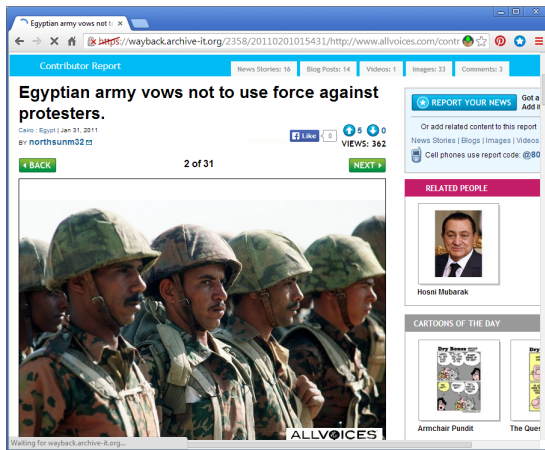 Egyptian army vows not to
https://wayback.archive-it.org/2358/20110201015431/http://www.allvoices.com/contr
Contributor Report
News Stories: 16
Blog Posts: 14
Videos: 1
Images: 33
Comments: 3
Egyptian army vows not to use force against
protesters.
Cairo : Egypt | Jan 31, 2011
BY northsunm32
Like 0
5 0
VIEWS: 362
BACK
2 of 31
NEXT
ALLVOICES
REPORT YOUR NEWS
Got a
Add i
Or add related content to this report
News Stories | Blogs | Images | Videos
Cell phones use report code: @80
RELATED PEOPLE
Hosni Mubarak
CARTOONS OF THE DAY
Dry Bones
Dry
Armchair Pundit
The Ques
Waiting for wayback.archive-it.org...